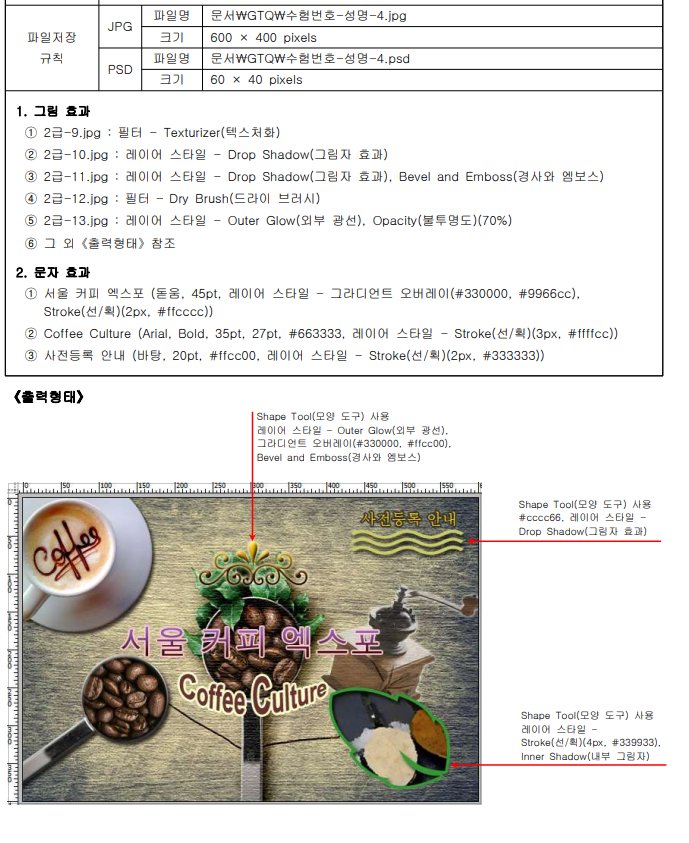 파일저장
규칙
JPG
파일명
문서₩GTQ₩수험번호-성명-4.jpg
크기
600 × 400 pixels
PSD
파일명
문서₩GTQ₩수험번호-성명-4.psd
크기
60 × 40 pixels
1. 그림 효과
① 2급-9.jpg : 필터 - Texturizer(텍스처화)
② 2급-10.jpg : 레이어 스타일 - Drop Shadow(그림자 효과)
③ 2급-11.jpg : 레이어 스타일 - Drop Shadow(그림자 효과), Bevel and Emboss(경사와 엠보스)
④ 2급-12.jpg : 필터 - Dry Brush(드라이 브러시)
⑤ 2급-13.jpg : 레이어 스타일 - Outer Glow(외부 광선), Opacity(불투명도)(70%)
⑥ 그 외《출력형태》참조
2. 문자 효과
① 서울 커피 엑스포 (돋움, 45pt, 레이어 스타일 - 그라디언트 오버레이(#330000, #9966cc),
Stroke(선/획)(2px, #ffcccc))
② Coffee Culture (Arial, Bold, 35pt, 27pt, #663333, 레이어 스타일 - Stroke(선/획)(3px, #ffffcc))
③ 사전등록 안내 (바탕, 20pt, #ffcc00, 레이어 스타일 - Stroke(선/획)(2px, #333333))
《출력형태》
Shape Tool(모양 도구) 사용
레이어 스타일 - Outer Glow(외부 광선),
그라디언트 오버레이(#330000, #ffcc00),
Bevel and Emboss(경사와 엠보스)
0 50 100 150 200 250 300 350 400 450 500 550
사전등록 안내
Shape Tool(모양 도구) 사용
#cccc66, 레이어 스타일 -
Drop Shadow(그림자 효과)
Coffee
서울 커피 엑스포
Coffee Culture
Shape Tool(모양 도구) 사용
레이어 스타일 -
Stroke(선/획)(4px, #339933),
Inner Shadow(내부 그림자)